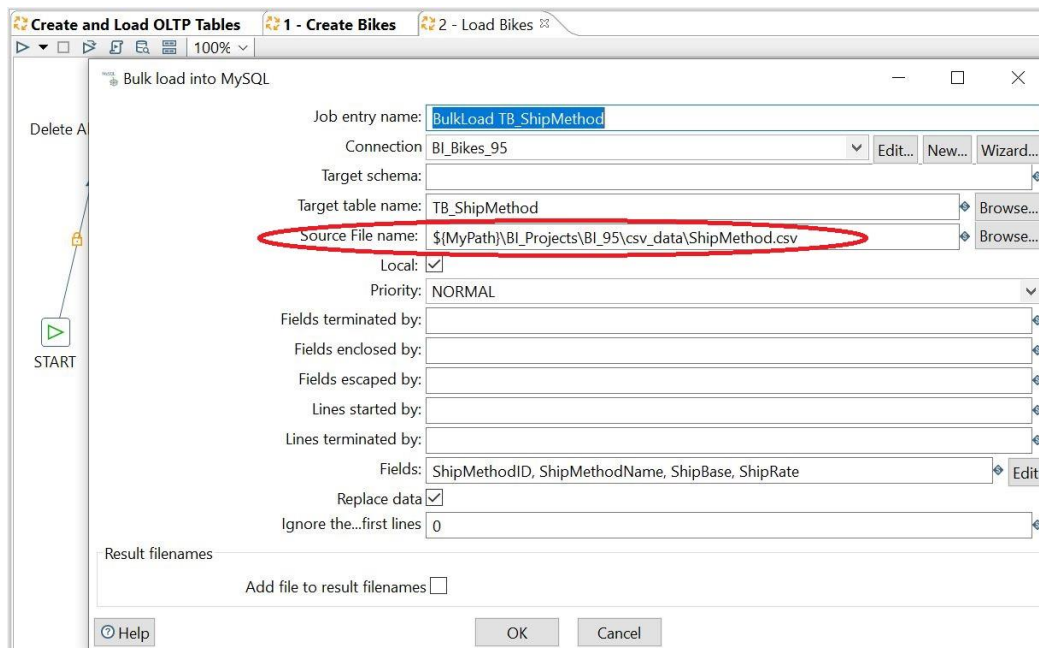 Create and Load OLTP Tables 1 - Create Bikes 2 - Load Bikes
100%
Bulk load into MySQL
Delete
START
Job entry name: BulkLoad TB_ShipMethod
Connection BI_Bikes_95 Edit... New... Wizard...
Target schema:
Target table name: TB_ShipMethod Browse...
Source File name: ${MyPath}\BI_Projects\BI_95\csv_data\ShipMethod.csv Browse...
Local:
Priority: NORMAL
Fields terminated by:
Fields enclosed by:
Fields escaped by:
Lines started by:
Lines terminated by:
Fields: ShipMethodID, ShipMethodName, ShipBase, ShipRate Edit
Replace data
Ignore the...first lines 0
Result filenames
Add file to result filenames
Help OK Cancel